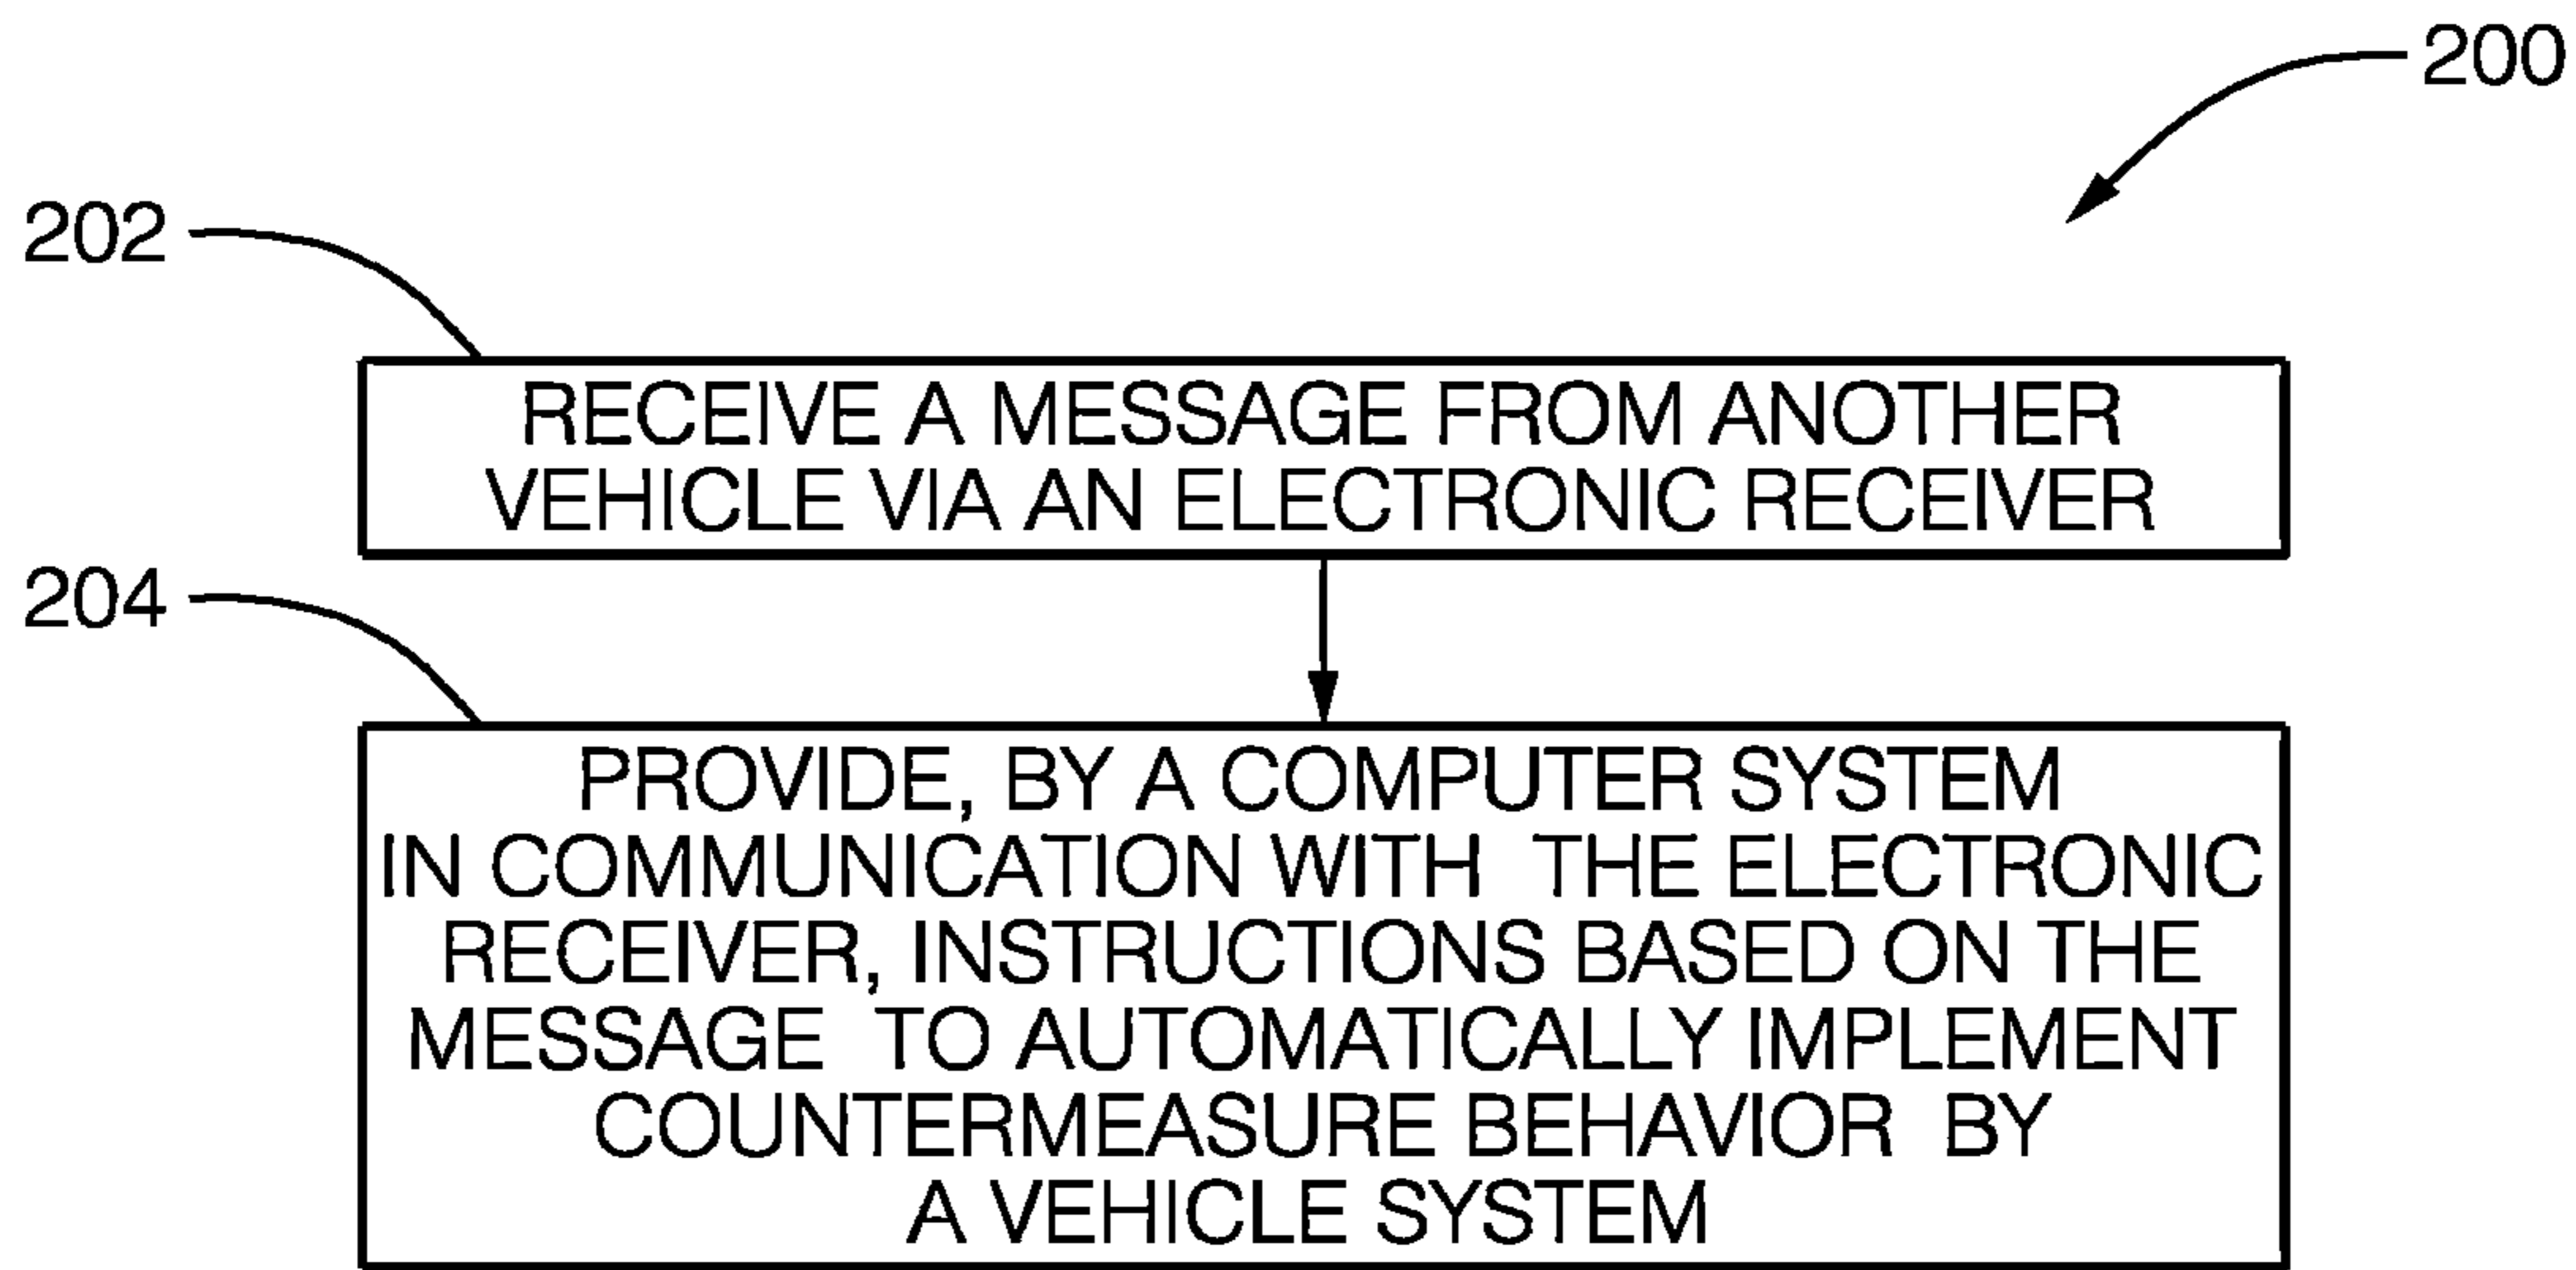 200
202
RECEIVE A MESSAGE FROM ANOTHER
VEHICLE VIA AN ELECTRONIC RECEIVER
204
PROVIDE, BY A COMPUTER SYSTEM
IN COMMUNICATION WITH THE ELECTRONIC
RECEIVER, INSTRUCTIONS BASED ON THE
MESSAGE TO AUTOMATICALLY IMPLEMENT
COUNTERMEASURE BEHAVIOR BY
A VEHICLE SYSTEM